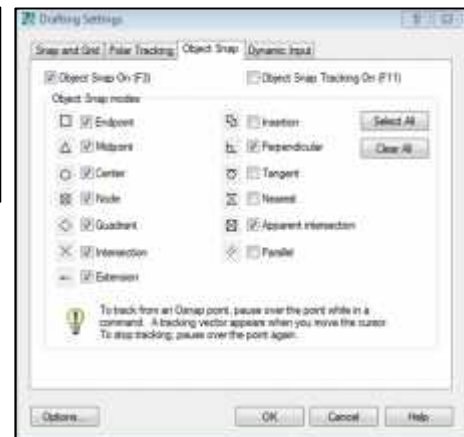 Drafting Settings
Snap and Grid Polar Tracking Object Snap Dynamic Input
Object Snap On (F3) Object Snap Tracking On (F11)
Object Snap modes
Endpoint Insertion Select All
Midpoint Perpendicular Clear All
Center Tangent
Node Nearest
Quadrant Apparent intersection
Intersection Parallel
Extension
To track from an Osnap point, pause over the point while in a
command. A tracking vector appears when you move the cursor.
To stop tracking, pause over the point again.
Options... OK Cancel Help